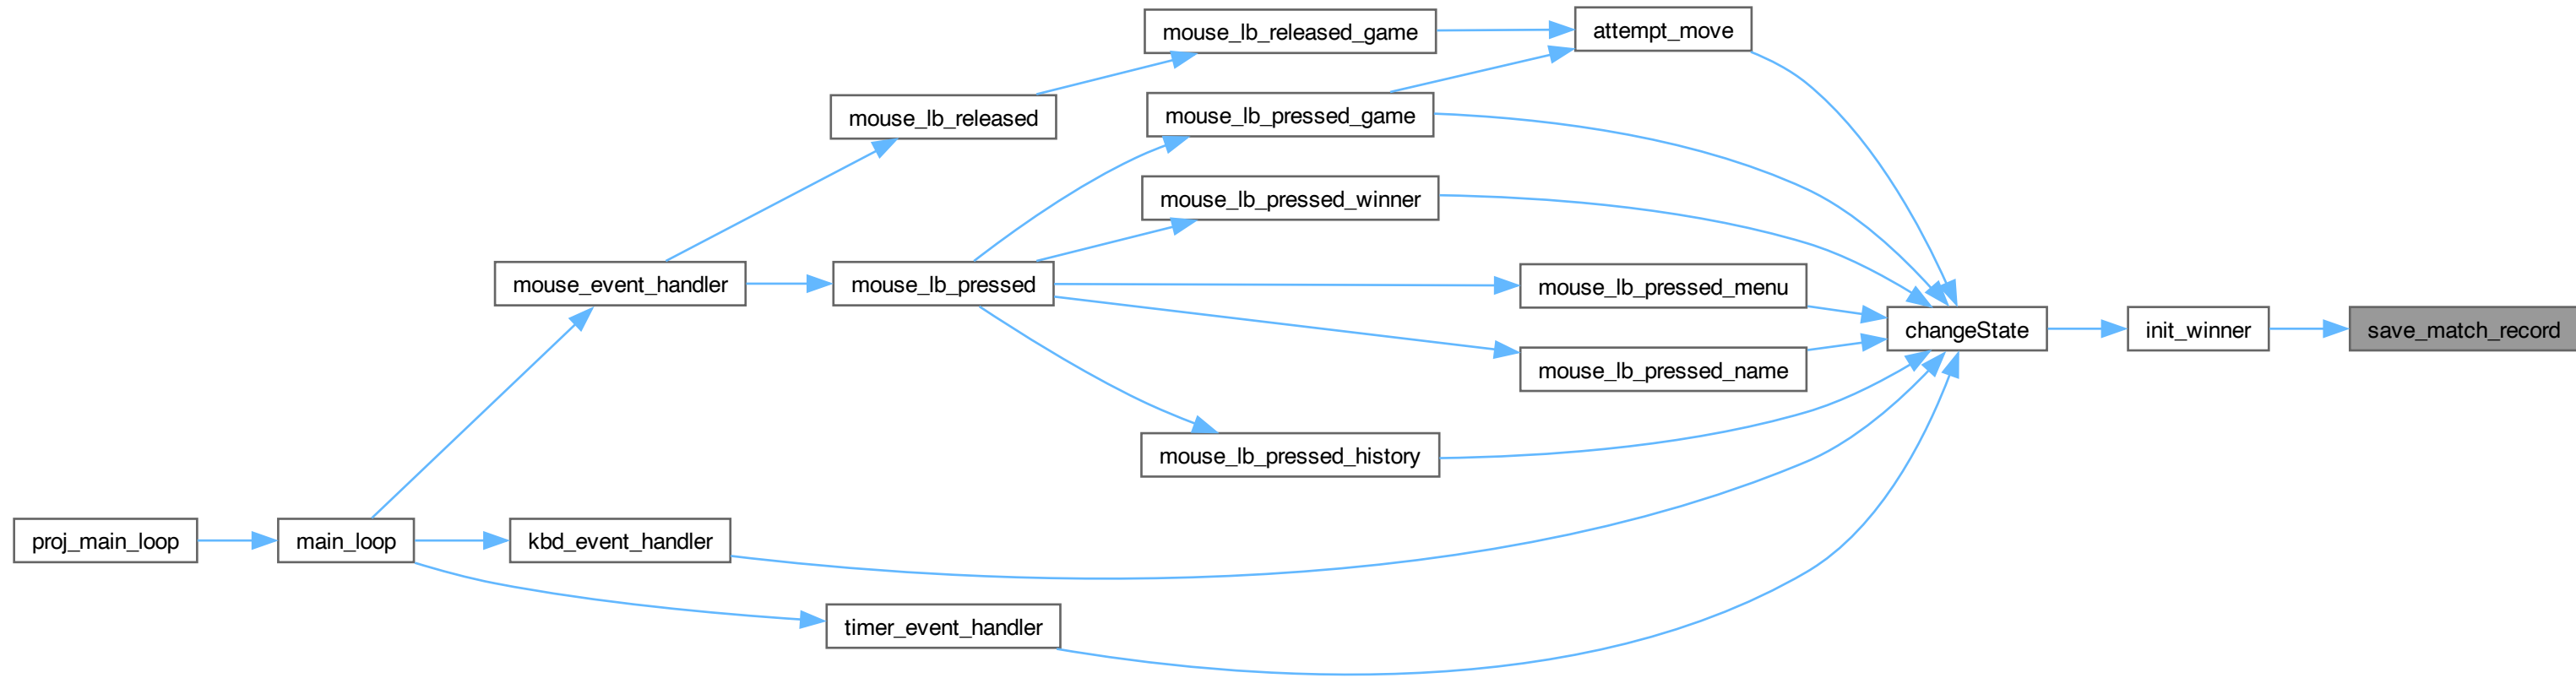 mouse_lb_released_game
attempt_move
mouse_lb_released
mouse_lb_pressed_game
mouse_lb_pressed_winner
mouse_event_handler
mouse_lb_pressed
mouse_lb_pressed_menu
changeState
init_winner
save_match_record
mouse_lb_pressed_name
mouse_lb_pressed_history
proj_main_loop
main_loop
kbd_event_handler
timer_event_handler